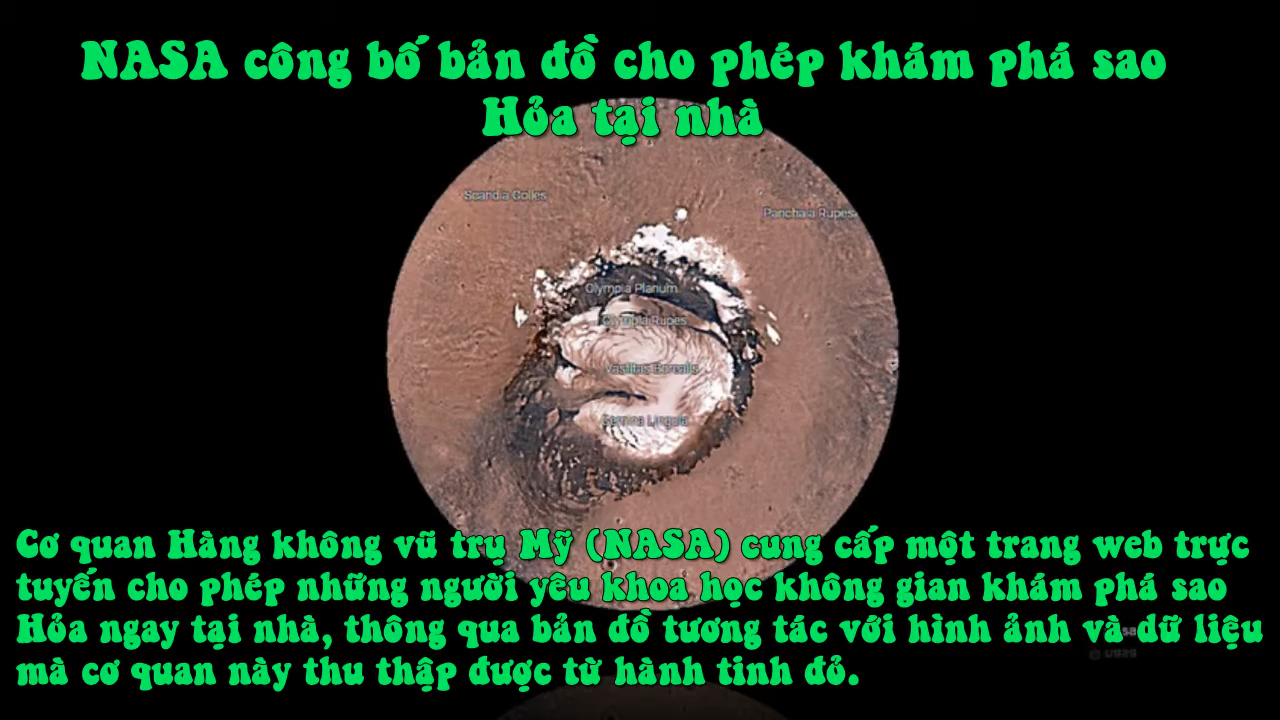 NASA công bố bản đồ cho phép khám phá sao
Hỏa tại nhà
Scandia Colles
Panchaia Rupes
Olympia Planum
Olympia Rupes
Vastitas Borealis
Gemina Lingula
Cơ quan Hàng không vũ trụ Mỹ (NASA) cung cấp một trang web trực
tuyến cho phép những người yêu khoa học không gian khám phá sao
Hỏa ngay tại nhà, thông qua bản đồ tương tác với hình ảnh và dữ liệu
mà cơ quan này thu thập được từ hành tinh đỏ.